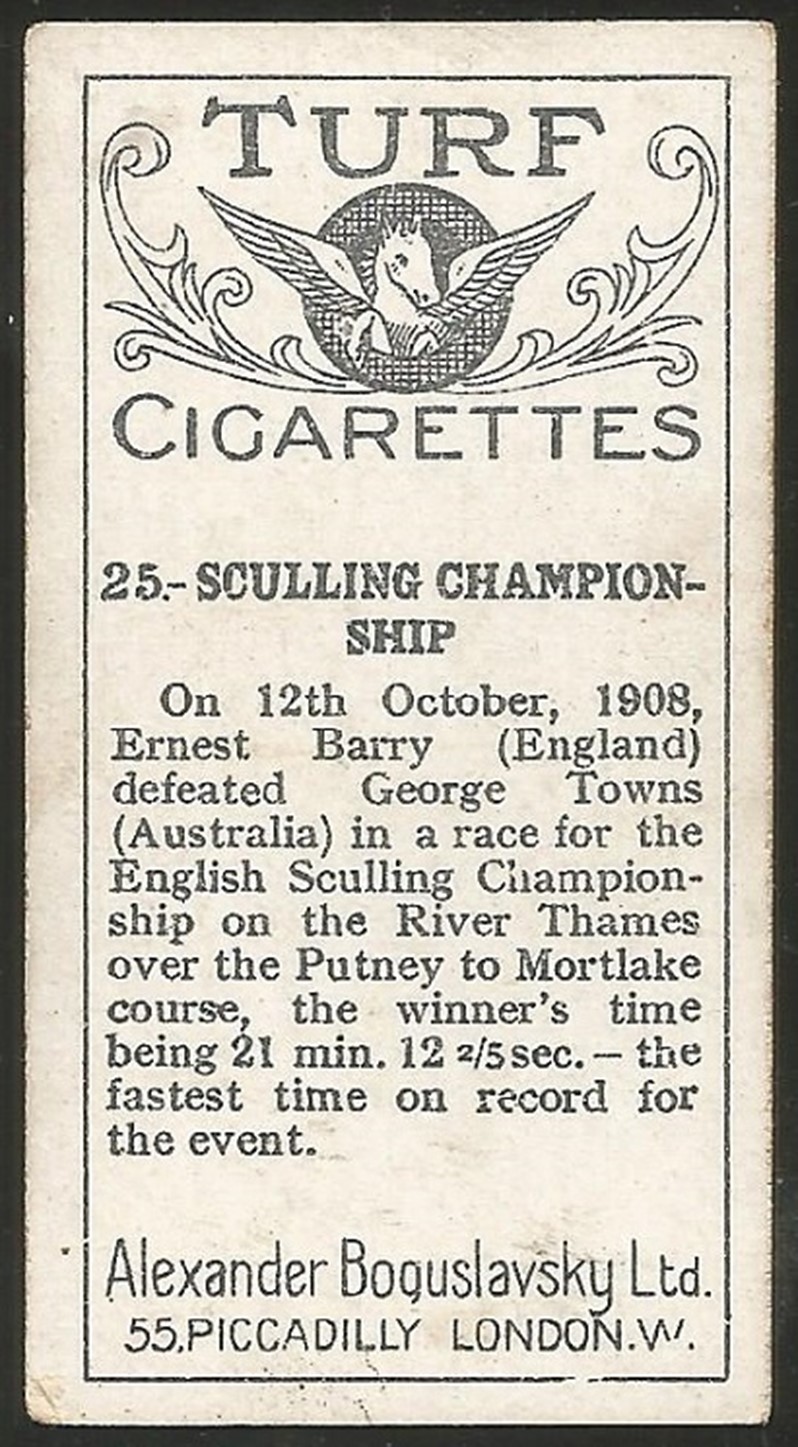 TURF
CIGARETTES
25.- SCULLING CHAMPION-
SHIP
On 12th October, 1908,
Ernest Barry (England)
defeated George Towns
(Australia) in a race for the
English Sculling Champion-
ship on the River Thames
over the Putney to Mortlake
course, the winner's time
being 21 min. 12 2/5 sec. — the
fastest time on record for
the event.
Alexander Boguslavsky Ltd.
55, PICCADILLY LONDON. W.